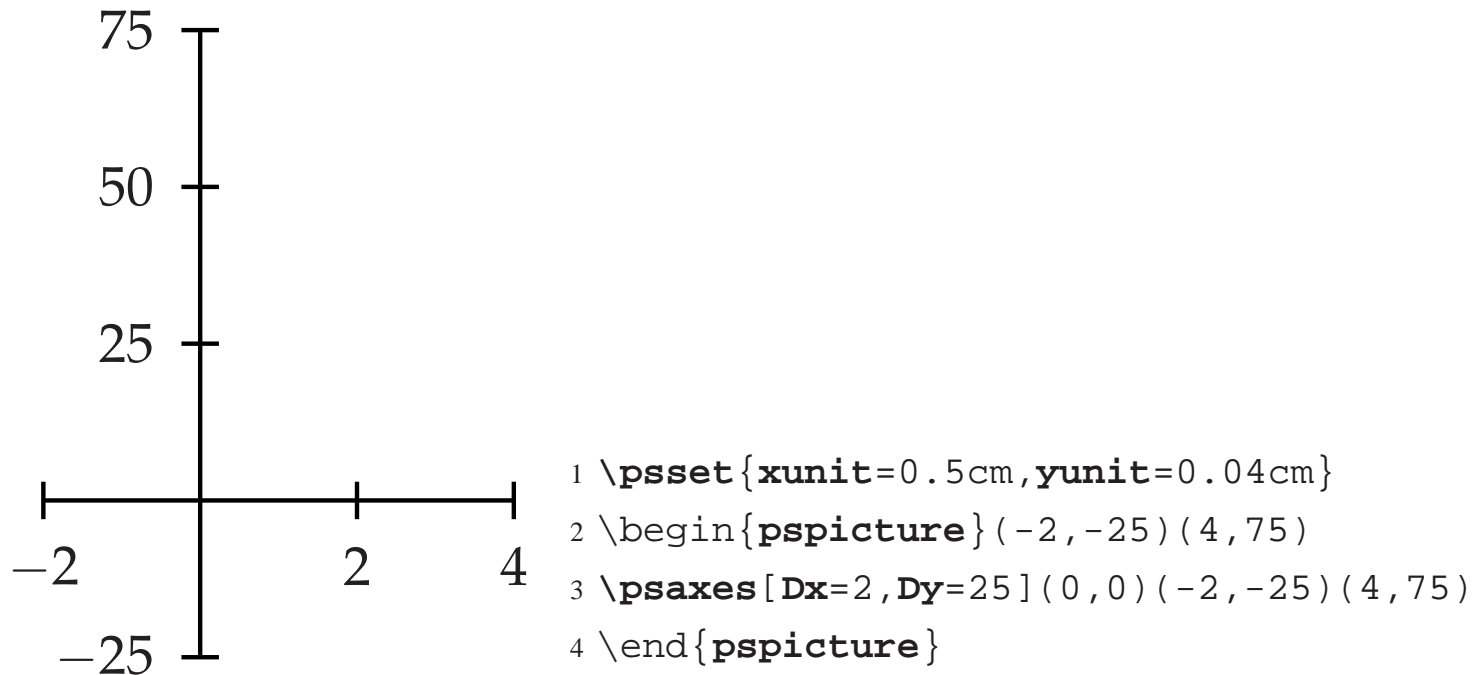 75
50
25
−2 2 4
−25
1 \psset{xunit=0.5cm,yunit=0.04cm}
2 \begin{pspicture}(-2,-25)(4,75)
3 \psaxes[Dx=2,Dy=25](0,0)(-2,-25)(4,75)
4 \end{pspicture}